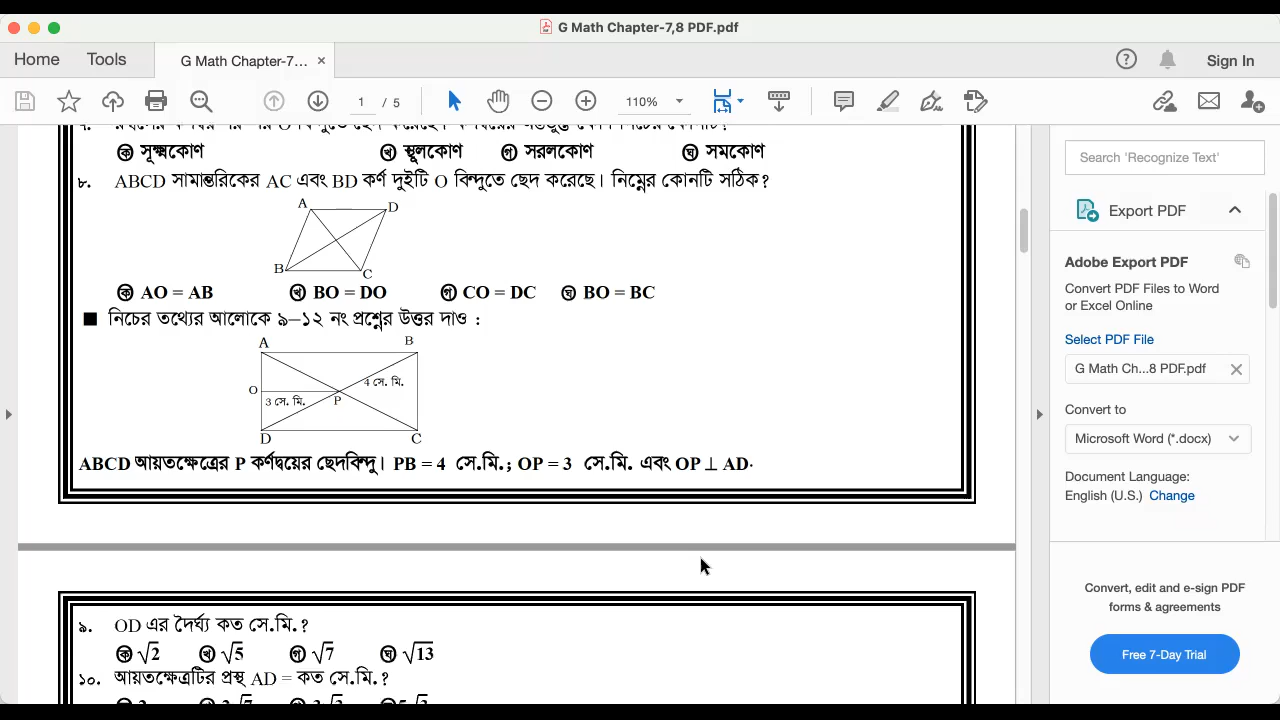 G Math Chapter-7,8 PDF.pdf
Home Tools G Math Chapter-7... × Sign In
1 / 5 110%
ⓚ সূক্ষ্মকোণ ⓚ স্থূলকোণ ⓖ সরলকোণ ⓖ সমকোণ
৮. ABCD সামান্তরিকের AC এবং BD কর্ণ দুইটি O বিন্দুতে ছেদ করেছে। নিম্নের কোনটি সঠিক?
A D
B C
ক AO = AB খ BO = DO গ CO = DC ঘ BO = BC
■ নিচের তথ্যের আলোকে ৯–১২ নং প্রশ্নের উত্তর দাও :
A B
4 সে. মি.
O
3 সে. মি. P
D C
ABCD আয়তক্ষেত্রের P কর্ণদ্বয়ের ছেদবিন্দু। PB = 4 সে.মি.; OP = 3 সে.মি. এবং OP ⊥ AD.
৯. OD এর দৈর্ঘ্য কত সে.মি.?
ক √2 খ √5 গ √7 ঘ √13
১০. আয়তক্ষেত্রটির প্রস্থ AD = কত সে.মি.?
Search 'Recognize Text'
Export PDF
Adobe Export PDF
Convert PDF Files to Word
or Excel Online
Select PDF File
G Math Ch...8 PDF.pdf
Convert to
Microsoft Word (*.docx)
Document Language:
English (U.S.) Change
Convert, edit and e-sign PDF
forms & agreements
Free 7-Day Trial